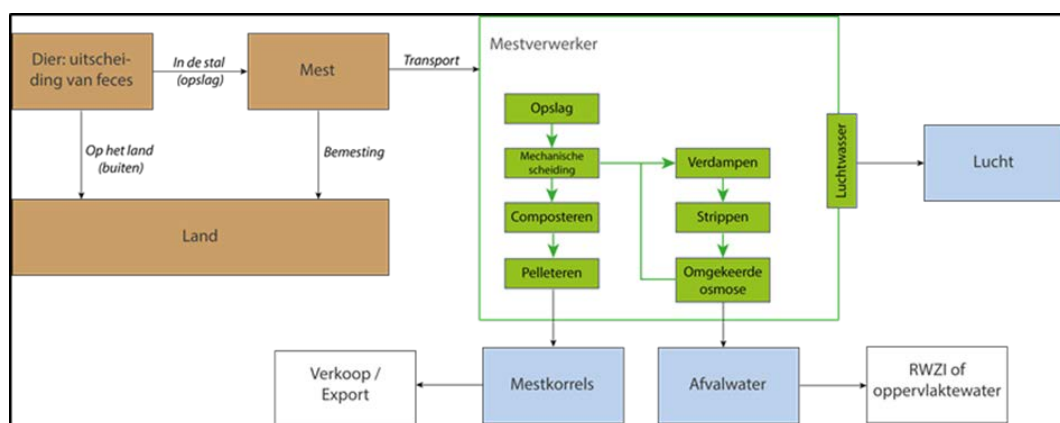 Dier: uitschei-
ding van feces
In de stal
(opslag)
Mest
Transport
Mestverwerker
Op het land
(buiten)
Bemesting
Land
Opslag
Mechanische
scheiding
Composteren
Pelleteren
Verdampen
Strippen
Omgekeerde
osmose
Luchtwasser
Lucht
Verkoop /
Export
Mestkorrels
Afvalwater
RWZI of
oppervlaktewater